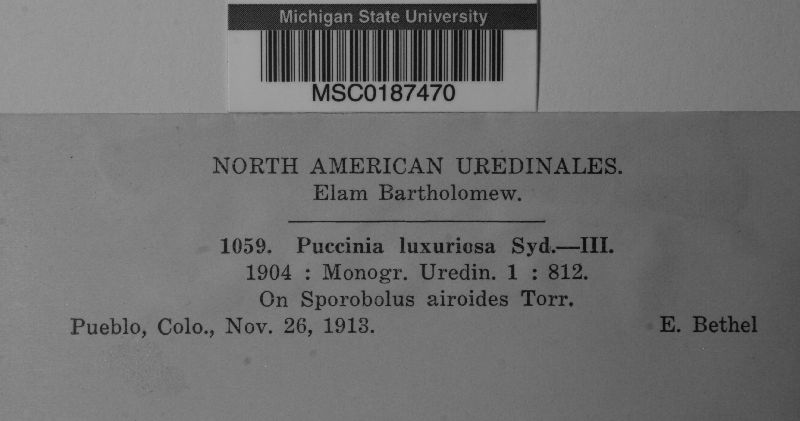 Michigan State University
MSC0187470
NORTH AMERICAN UREDINALES.
Elam Bartholomew.
1059. Puccinia luxuriosa Syd.—III.
1904 : Monogr. Uredin. 1 : 812.
On Sporobolus airoides Torr.
Pueblo, Colo., Nov. 26, 1913. E. Bethel